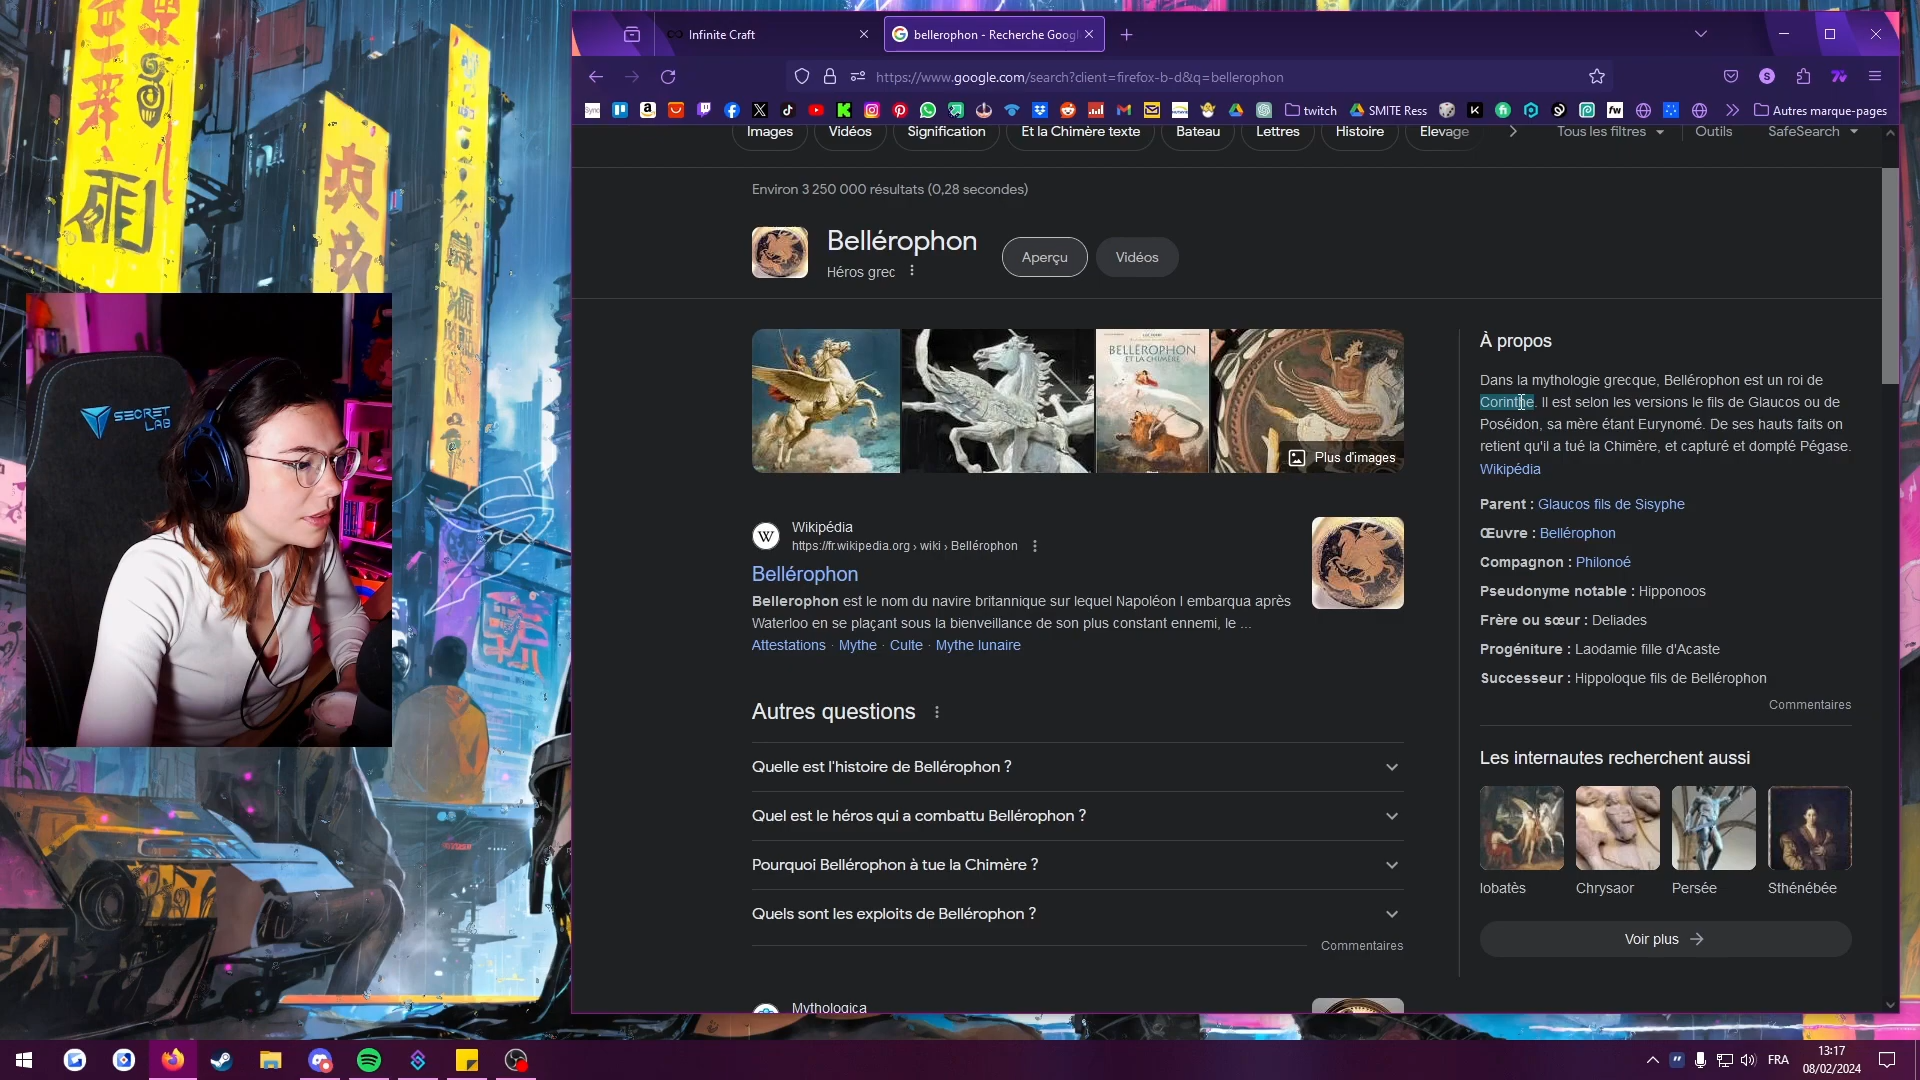 Infinite Craft
bellerophon - Recherche Googl
https://www.google.com/search?client=firefox-b-d&q=bellerophon
twitch
SMITE Ress
Autres marque-pages
Images
Vidéos
Signification
Et la Chimère texte
Bateau
Lettres
Histoire
Elevage
Tous les filtres
Outils
SafeSearch
Environ 3 250 000 résultats (0,28 secondes)
Bellérophon
Héros grec
Aperçu
Vidéos
BELLÉROPHON
ET LA CHIMÈRE
Plus d'images
Wikipédia
https://fr.wikipedia.org › wiki › Bellérophon
Bellérophon
Bellerophon est le nom du navire britannique sur lequel Napoléon I embarqua après
Waterloo en se plaçant sous la bienveillance de son plus constant ennemi, le ...
Attestations · Mythe · Culte · Mythe lunaire
Autres questions
Quelle est l'histoire de Bellérophon ?
Quel est le héros qui a combattu Bellérophon ?
Pourquoi Bellérophon à tue la Chimère ?
Quels sont les exploits de Bellérophon ?
Commentaires
Mythologica
À propos
Dans la mythologie grecque, Bellérophon est un roi de
Corinthe. Il est selon les versions le fils de Glaucos ou de
Poséidon, sa mère étant Eurynomé. De ses hauts faits on
retient qu'il a tué la Chimère, et capturé et dompté Pégase.
Wikipédia
Parent : Glaucos fils de Sisyphe
Œuvre : Bellérophon
Compagnon : Philonoé
Pseudonyme notable : Hipponoos
Frère ou sœur : Deliades
Progéniture : Laodamie fille d'Acaste
Successeur : Hippoloque fils de Bellérophon
Commentaires
Les internautes recherchent aussi
Iobatès
Chrysaor
Persée
Sthénébée
Voir plus
SECRET
LAB
FRA
13:17
08/02/2024